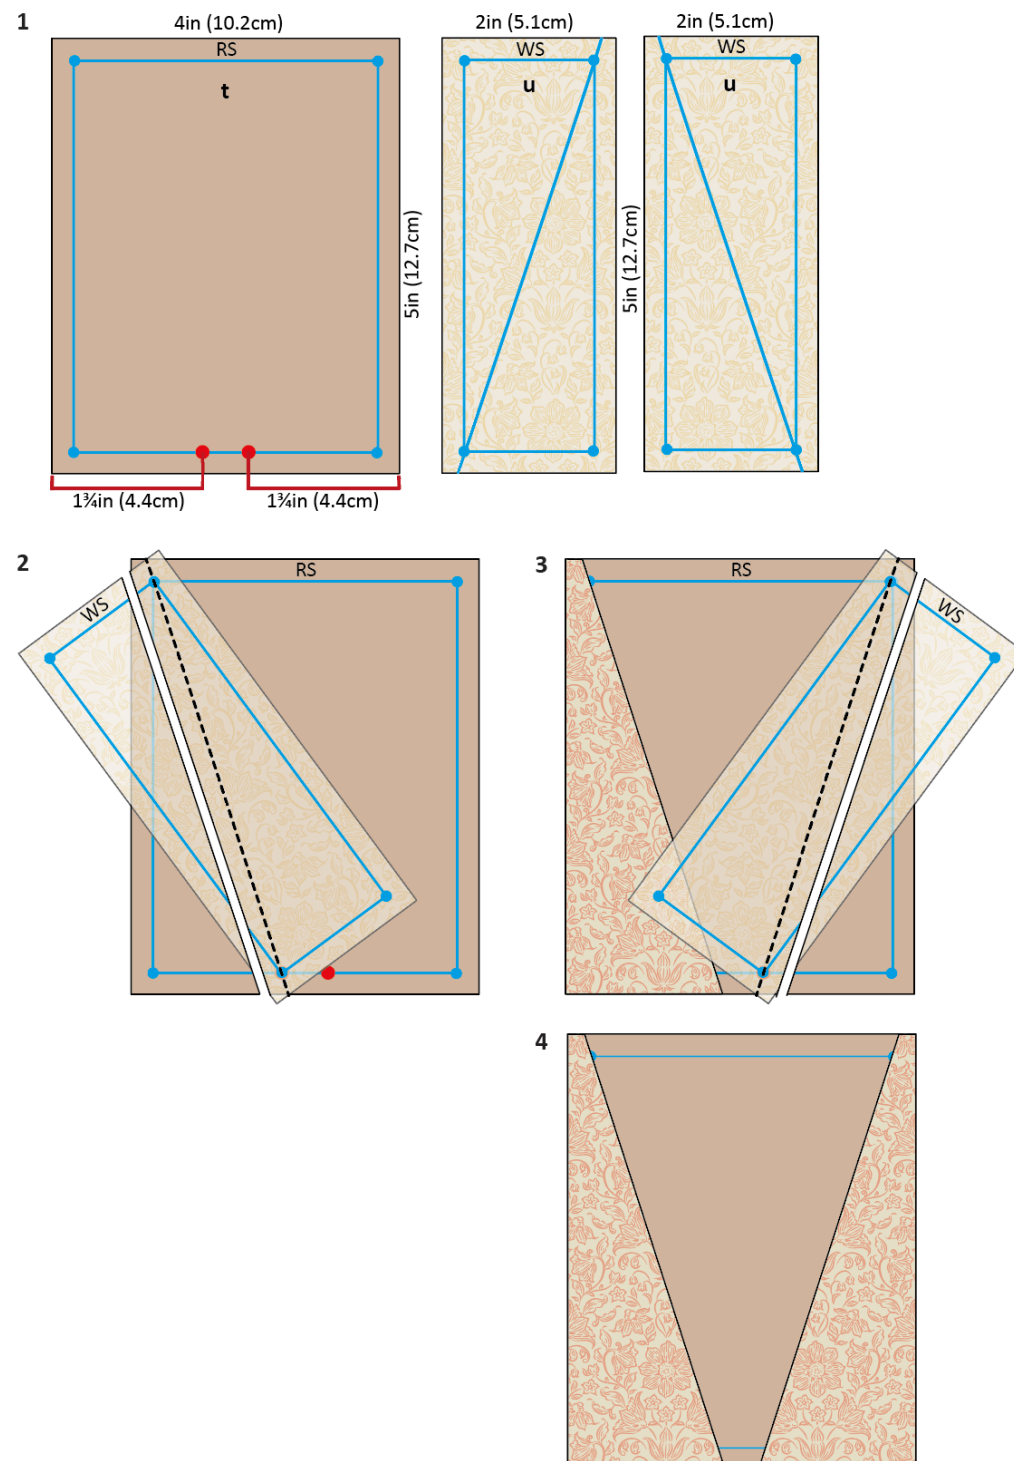 1
4in (10.2cm)
2in (5.1cm)
2in (5.1cm)
RS
WS
WS
t
u
u
5in (12.7cm)
5in (12.7cm)
1¾in (4.4cm)
1¾in (4.4cm)
2
RS
WS
3
RS
WS
4